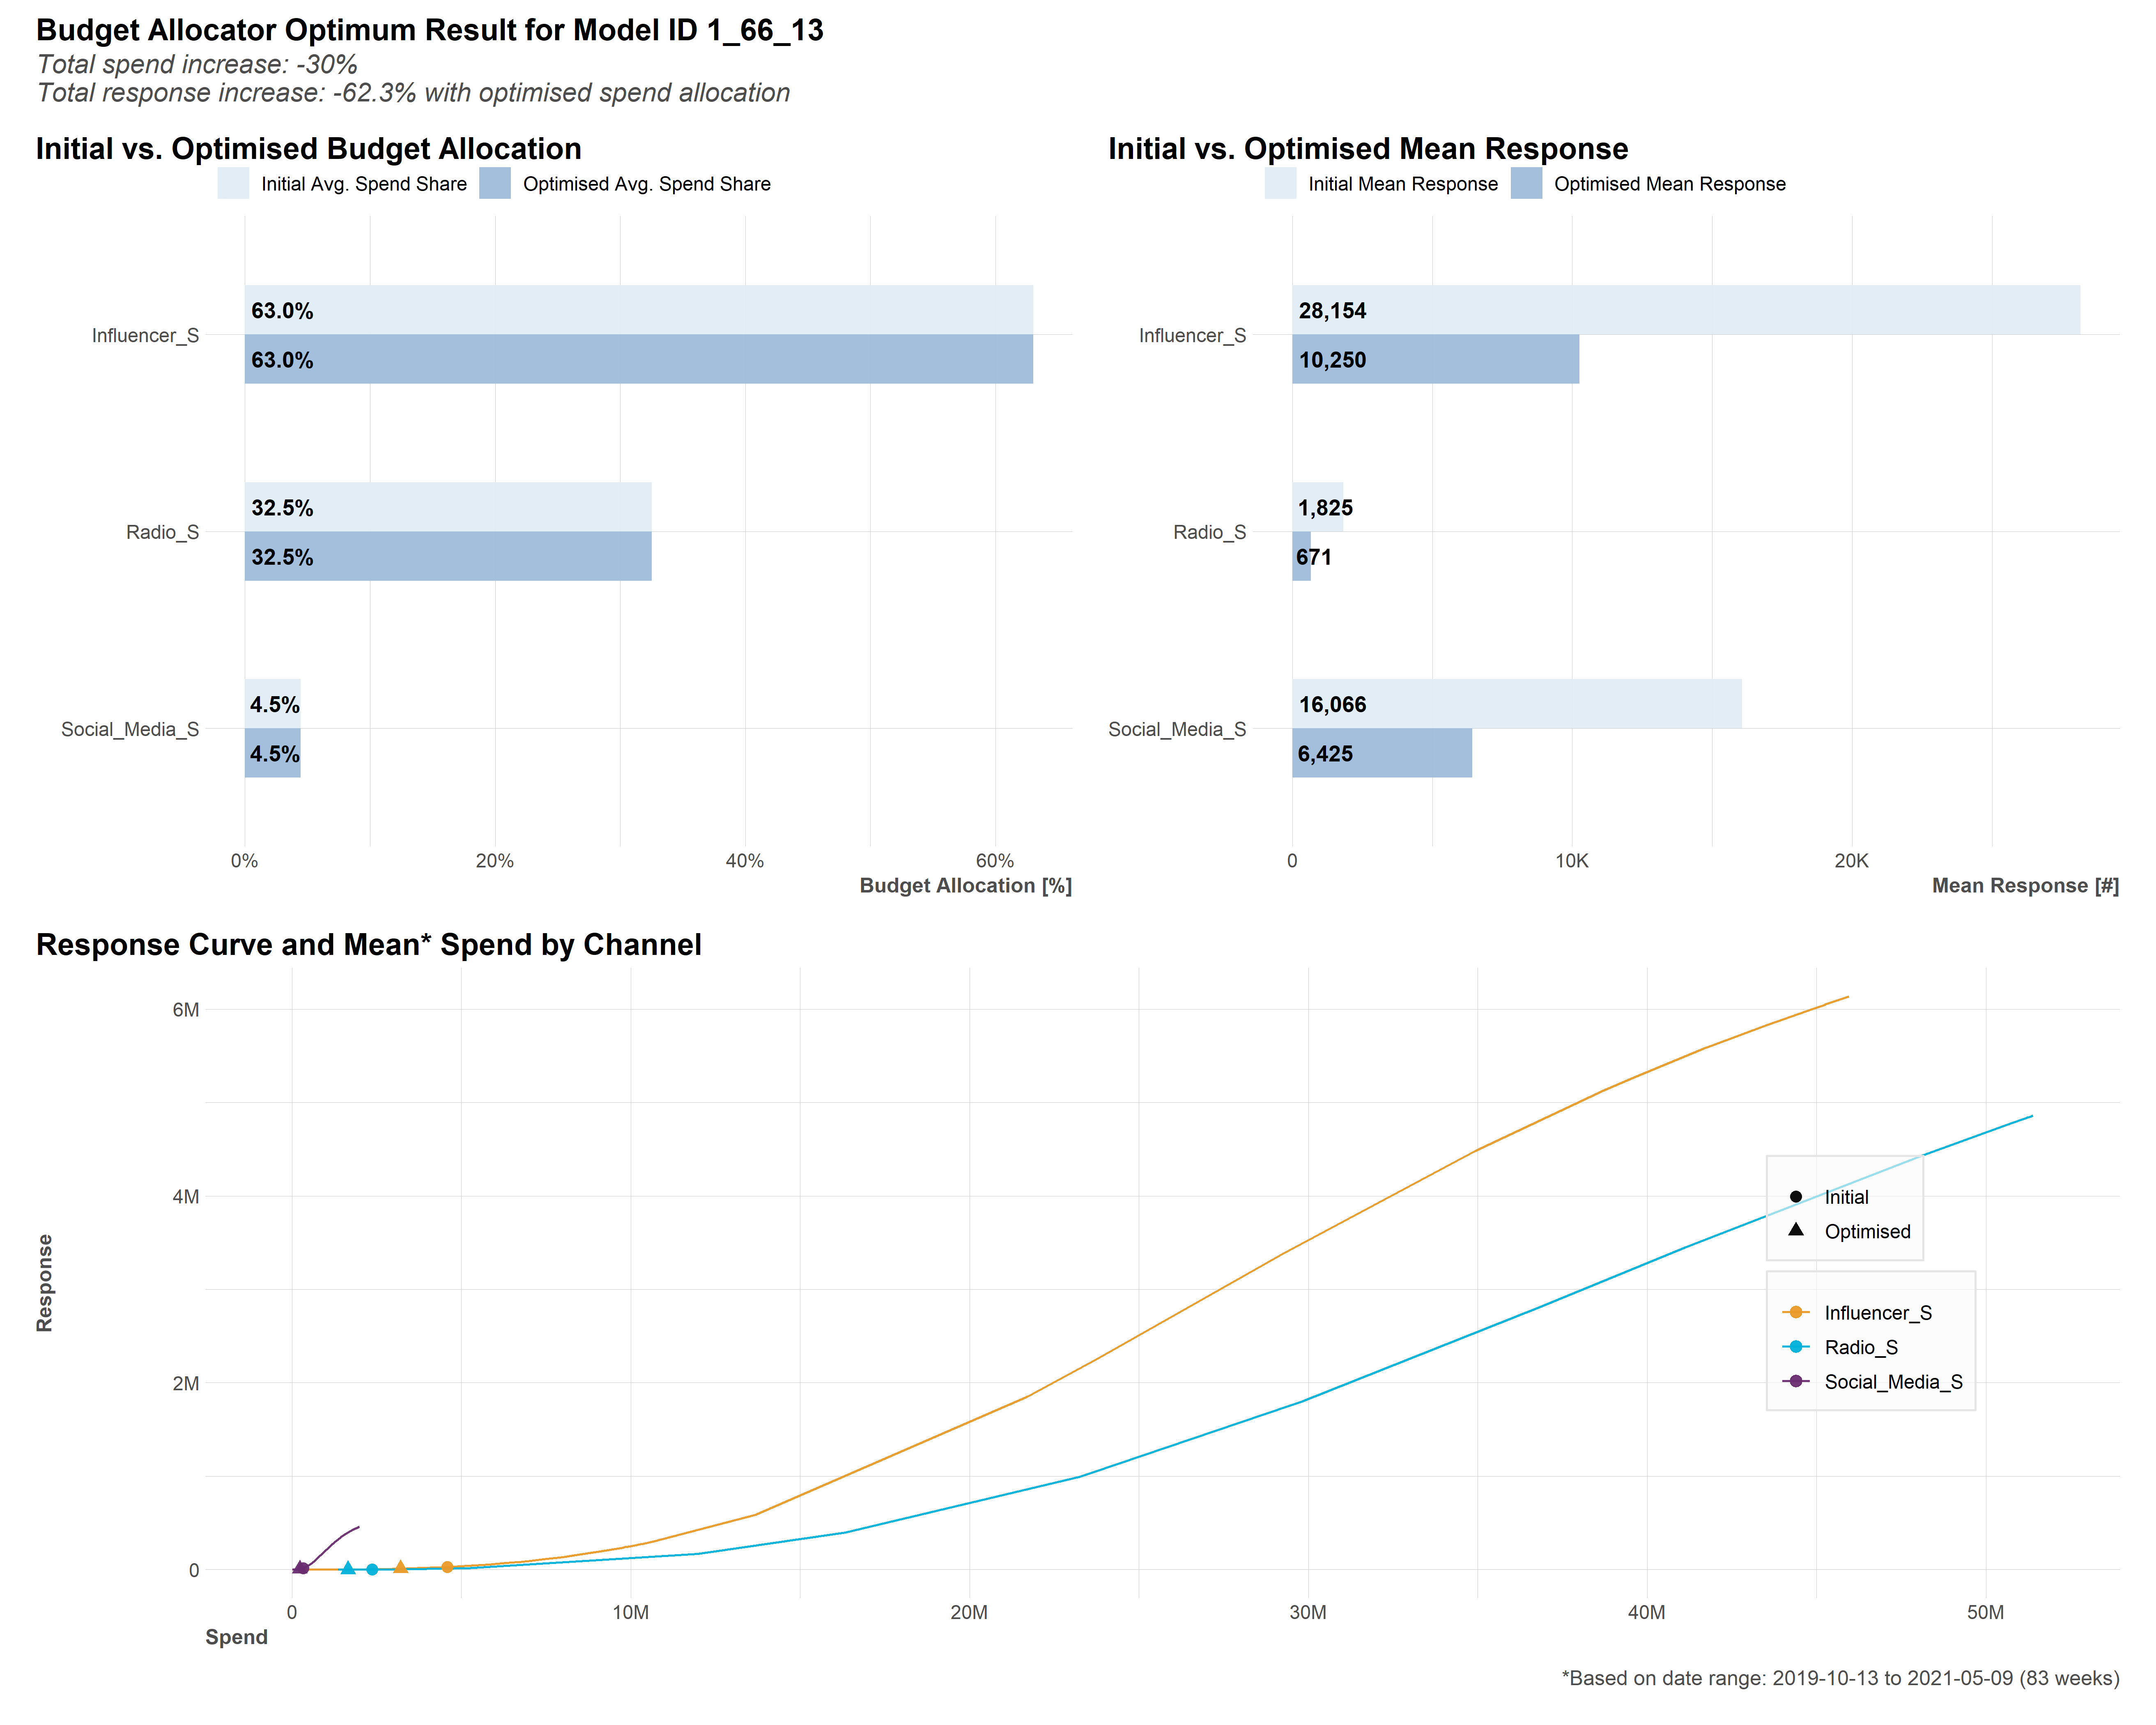 Budget Allocator Optimum Result for Model ID 1_66_13
Total spend increase: -30%
Total response increase: -62.3% with optimised spend allocation
Initial vs. Optimised Budget Allocation
Initial Avg. Spend Share Optimised Avg. Spend Share
Influencer_S
63.0%
63.0%
Radio_S
32.5%
32.5%
Social_Media_S
4.5%
4.5%
0% 20% 40% 60%
Budget Allocation [%]
Initial vs. Optimised Mean Response
Initial Mean Response Optimised Mean Response
Influencer_S
28,154
10,250
Radio_S
1,825
671
Social_Media_S
16,066
6,425
0 10K 20K
Mean Response [#]
Response Curve and Mean* Spend by Channel
Response
6M
4M
2M
0
Initial
Optimised
Influencer_S
Radio_S
Social_Media_S
0 10M 20M 30M 40M 50M
Spend
*Based on date range: 2019-10-13 to 2021-05-09 (83 weeks)